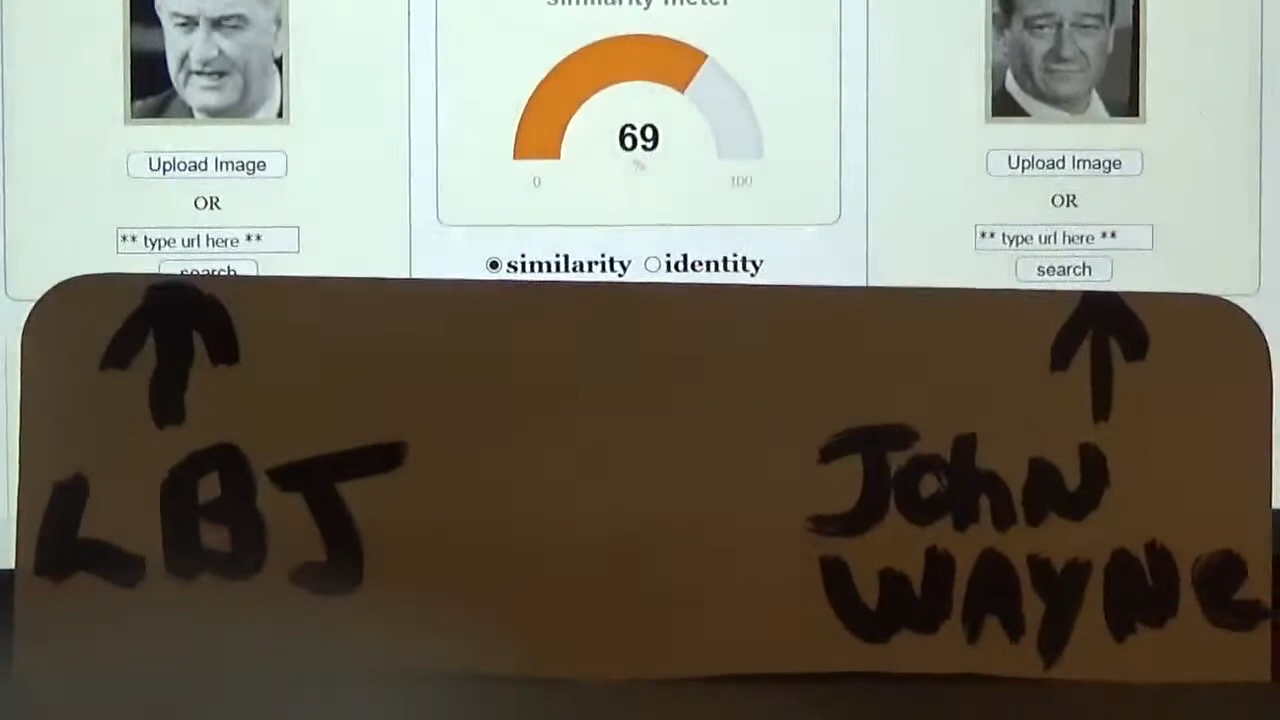 similarity meter
69
%
0 100
Upload Image
OR
** type url here **
search
similarity identity
Upload Image
OR
** type url here **
search
LBJ
JohN
WAYNe